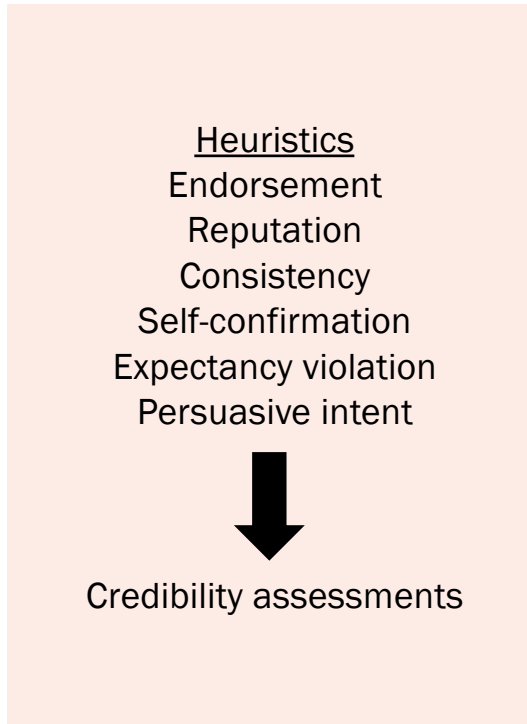 Heuristics
Endorsement
Reputation
Consistency
Self-confirmation
Expectancy violation
Persuasive intent
Credibility assessments